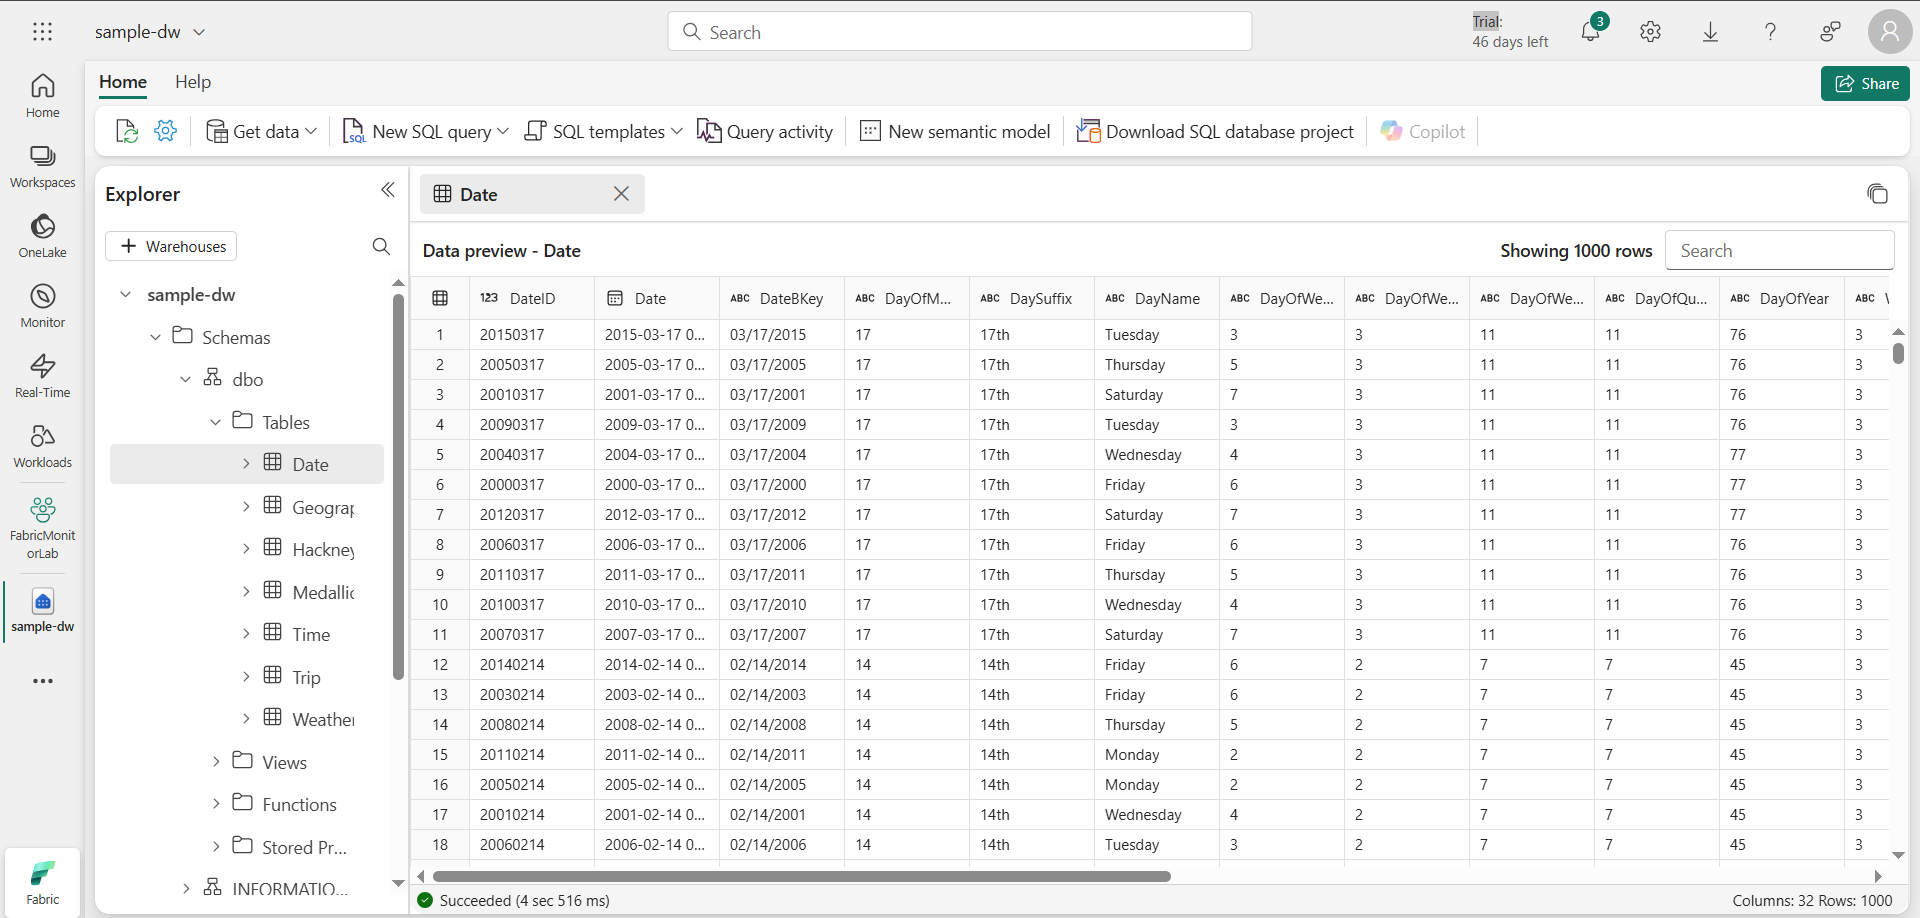 sample-dw
Search
Trial:
46 days left
3
Home
Help
Share
Get data
New SQL query
SQL templates
Query activity
New semantic model
Download SQL database project
Copilot
Home
Workspaces
OneLake
Monitor
Real-Time
Workloads
FabricMonit
orLab
sample-dw
Fabric
Explorer
Warehouses
sample-dw
Schemas
dbo
Tables
Date
Geograp
Hackney
Medallic
Time
Trip
Weather
Views
Functions
Stored Pr...
INFORMATIO...
Date
Data preview - Date
Showing 1000 rows
Search
123 DateID Date ABC DateBKey ABC DayOfM... ABC DaySuffix ABC DayName ABC DayOfWe... ABC DayOfWe... ABC DayOfWe... ABC DayOfQu... ABC DayOfYear ABC
1 20150317 2015-03-17 0... 03/17/2015 17 17th Tuesday 3 3 11 11 76 3
2 20050317 2005-03-17 0... 03/17/2005 17 17th Thursday 5 3 11 11 76 3
3 20010317 2001-03-17 0... 03/17/2001 17 17th Saturday 7 3 11 11 76 3
4 20090317 2009-03-17 0... 03/17/2009 17 17th Tuesday 3 3 11 11 76 3
5 20040317 2004-03-17 0... 03/17/2004 17 17th Wednesday 4 3 11 11 77 3
6 20000317 2000-03-17 0... 03/17/2000 17 17th Friday 6 3 11 11 77 3
7 20120317 2012-03-17 0... 03/17/2012 17 17th Saturday 7 3 11 11 77 3
8 20060317 2006-03-17 0... 03/17/2006 17 17th Friday 6 3 11 11 76 3
9 20110317 2011-03-17 0... 03/17/2011 17 17th Thursday 5 3 11 11 76 3
10 20100317 2010-03-17 0... 03/17/2010 17 17th Wednesday 4 3 11 11 76 3
11 20070317 2007-03-17 0... 03/17/2007 17 17th Saturday 7 3 11 11 76 3
12 20140214 2014-02-14 0... 02/14/2014 14 14th Friday 6 2 7 7 45 3
13 20030214 2003-02-14 0... 02/14/2003 14 14th Friday 6 2 7 7 45 3
14 20080214 2008-02-14 0... 02/14/2008 14 14th Thursday 5 2 7 7 45 3
15 20110214 2011-02-14 0... 02/14/2011 14 14th Monday 2 2 7 7 45 3
16 20050214 2005-02-14 0... 02/14/2005 14 14th Monday 2 2 7 7 45 3
17 20010214 2001-02-14 0... 02/14/2001 14 14th Wednesday 4 2 7 7 45 3
18 20060214 2006-02-14 0... 02/14/2006 14 14th Tuesday 3 2 7 7 45 3
Succeeded (4 sec 516 ms)
Columns: 32 Rows: 1000